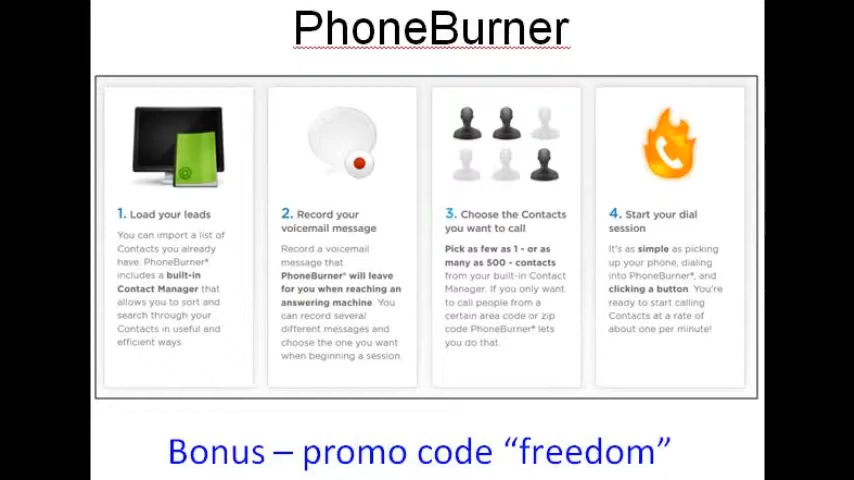 PhoneBurner
1. Load your leads
You can import a list of
Contacts you already
have. PhoneBurner®
includes a built-in
Contact Manager that
allows you to sort and
search through your
Contacts in useful and
efficient ways
2. Record your
voicemail message
Record a voicemail
message that
PhoneBurner® will leave
for you when reaching an
answering machine. You
can record several
different messages and
choose the one you want
when beginning a session.
3. Choose the Contacts
you want to call
Pick as few as 1 - or as
many as 500 - contacts
from your built-in Contact
Manager. If you only want
to call people from a
certain area code or zip
code PhoneBurner® lets
you do that.
4. Start your dial
session
It's as simple as picking
up your phone, dialing
into PhoneBurner®, and
clicking a button. You're
ready to start calling
Contacts at a rate of
about one per minute!
Bonus – promo code “freedom”